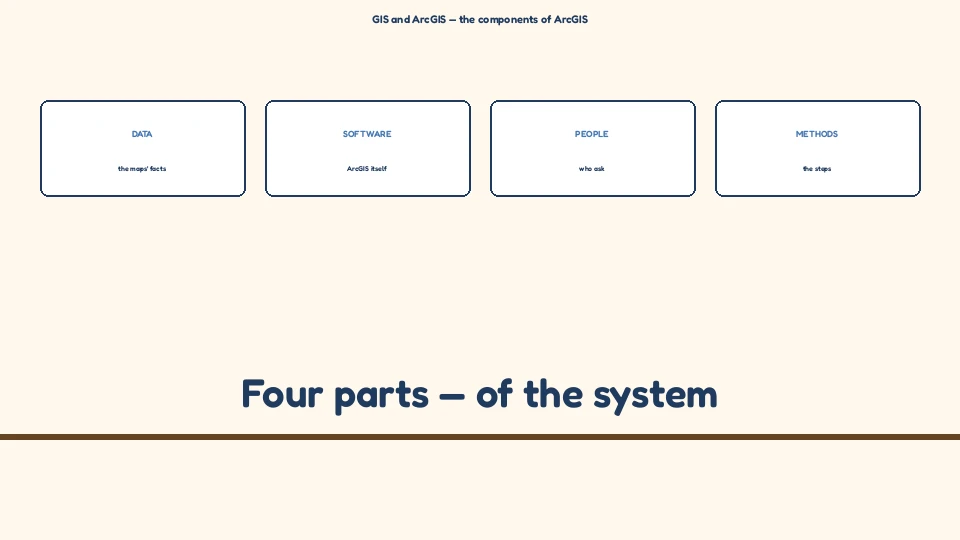 GIS and ArcGIS — the components of ArcGIS
DATA
the maps' facts
SOFTWARE
ArcGIS itself
PEOPLE
who ask
METHODS
the steps
Four parts — of the system